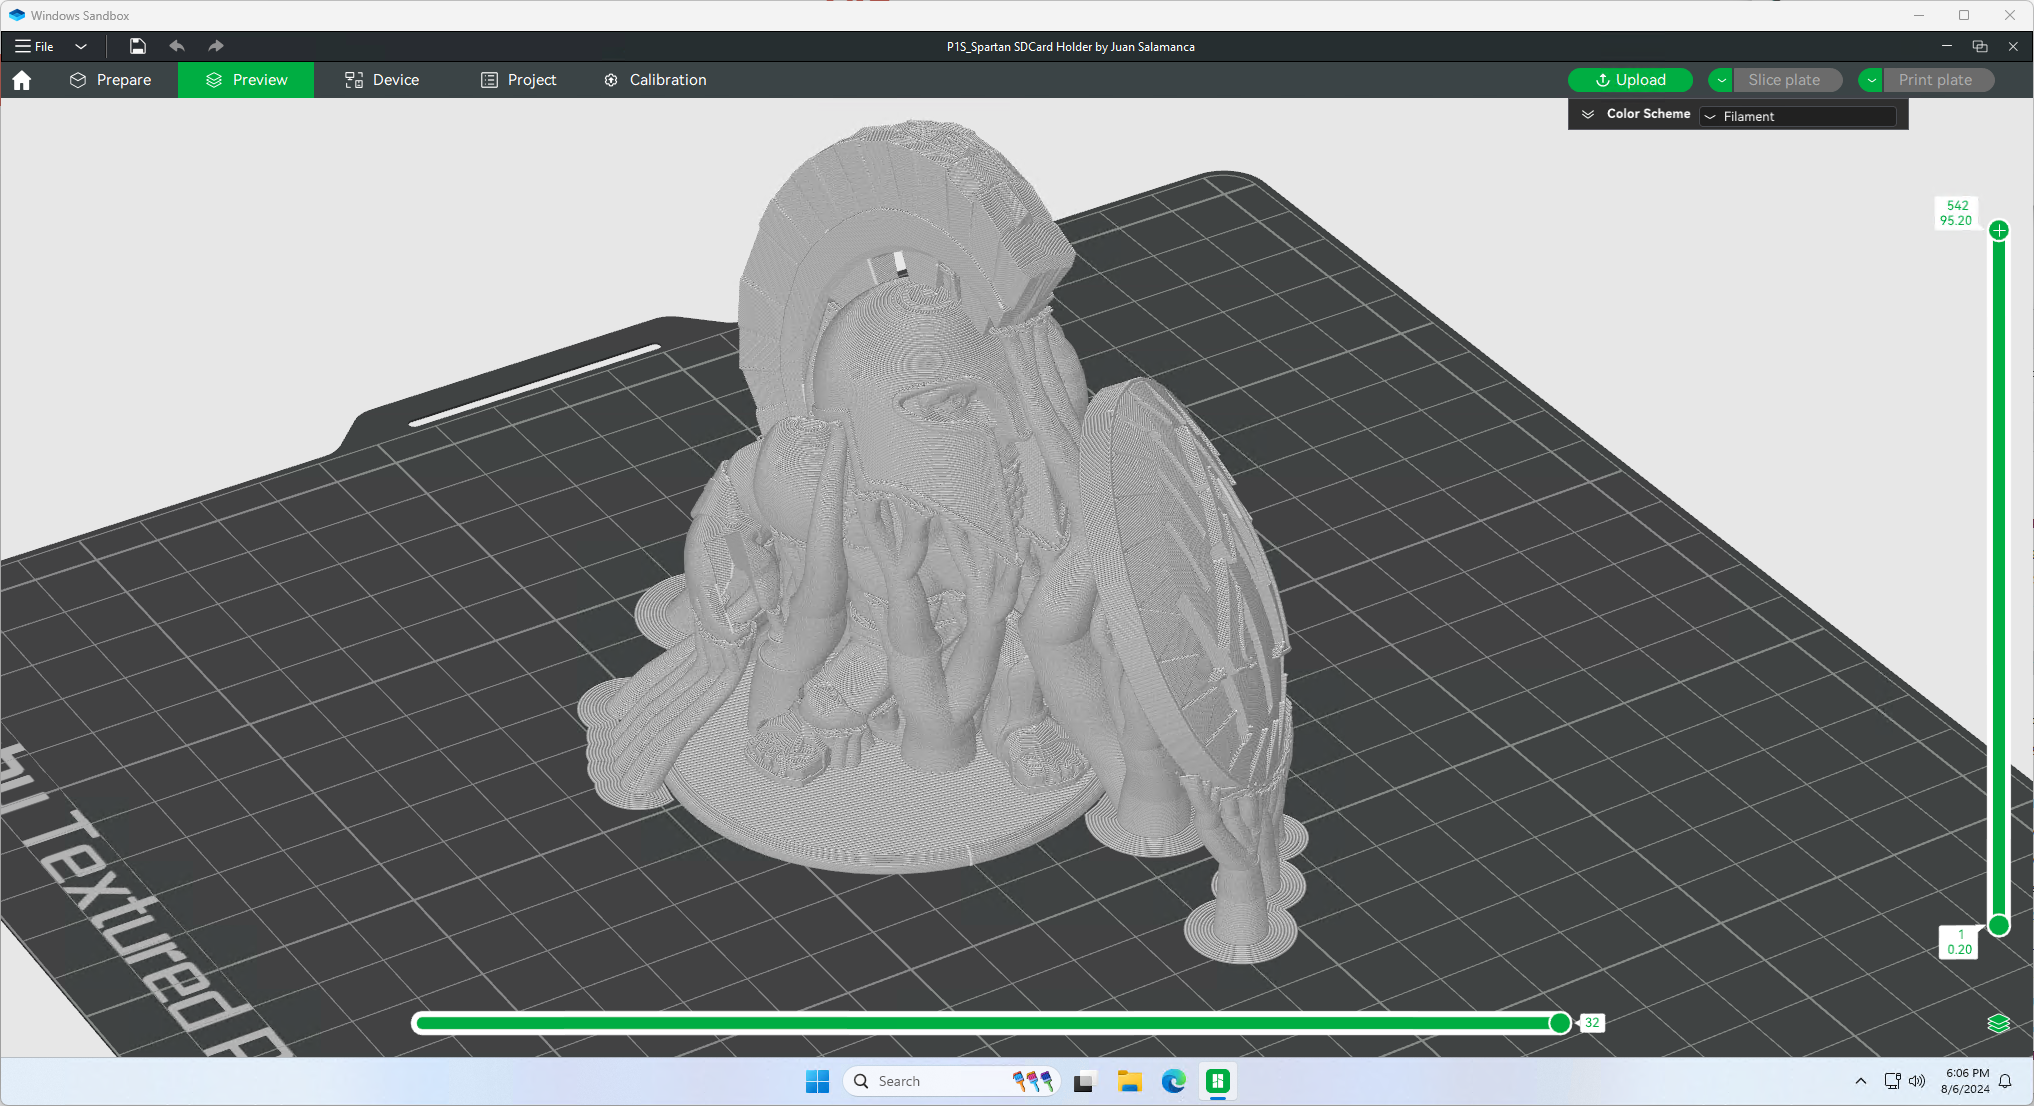 Windows Sandbox
File
P1S_Spartan SDCard Holder by Juan Salamanca
Prepare
Preview
Device
Project
Calibration
Upload
Slice plate
Print plate
Color Scheme
Filament
542
95.20
1
0.20
32
Textured
Search
6:06 PM
8/6/2024